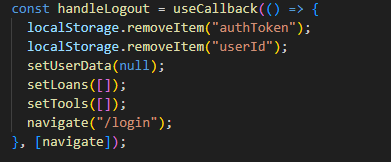 const handleLogout = useCallback(() => {
  localStorage.removeItem("authToken");
  localStorage.removeItem("userId");
  setUserData(null);
  setLoans([]);
  setTools([]);
  navigate("/login");
}, [navigate]);